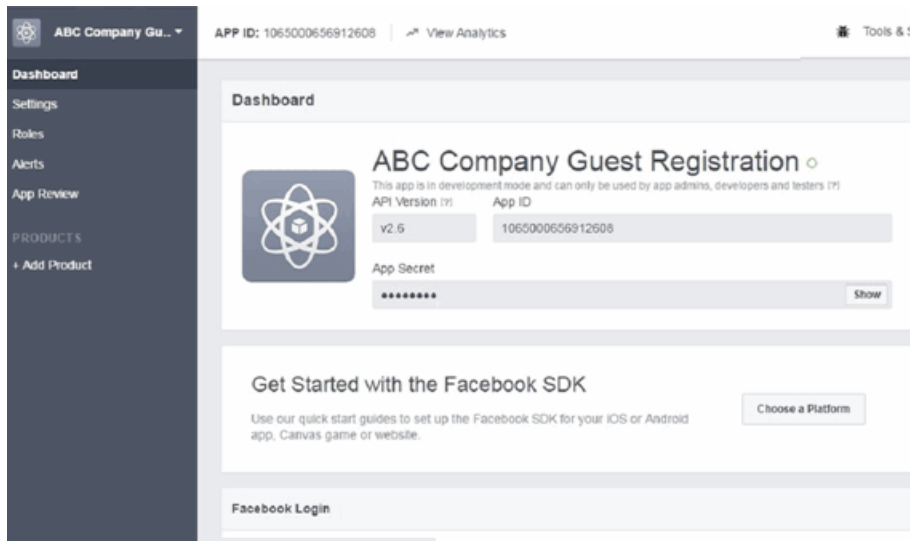 ABC Company Gu..
APP ID: 1065000656912608
View Analytics
Tools & S
Dashboard
Settings
Roles
Alerts
App Review
PRODUCTS
+ Add Product
Dashboard
ABC Company Guest Registration
This app is in development mode and can only be used by app admins, developers and testers [?]
API Version [?]
App ID
v2.6
1065000656912608
App Secret
●●●●●●●●
Show
Get Started with the Facebook SDK
Use our quick start guides to set up the Facebook SDK for your iOS or Android
app, Canvas game or website.
Choose a Platform
Facebook Login